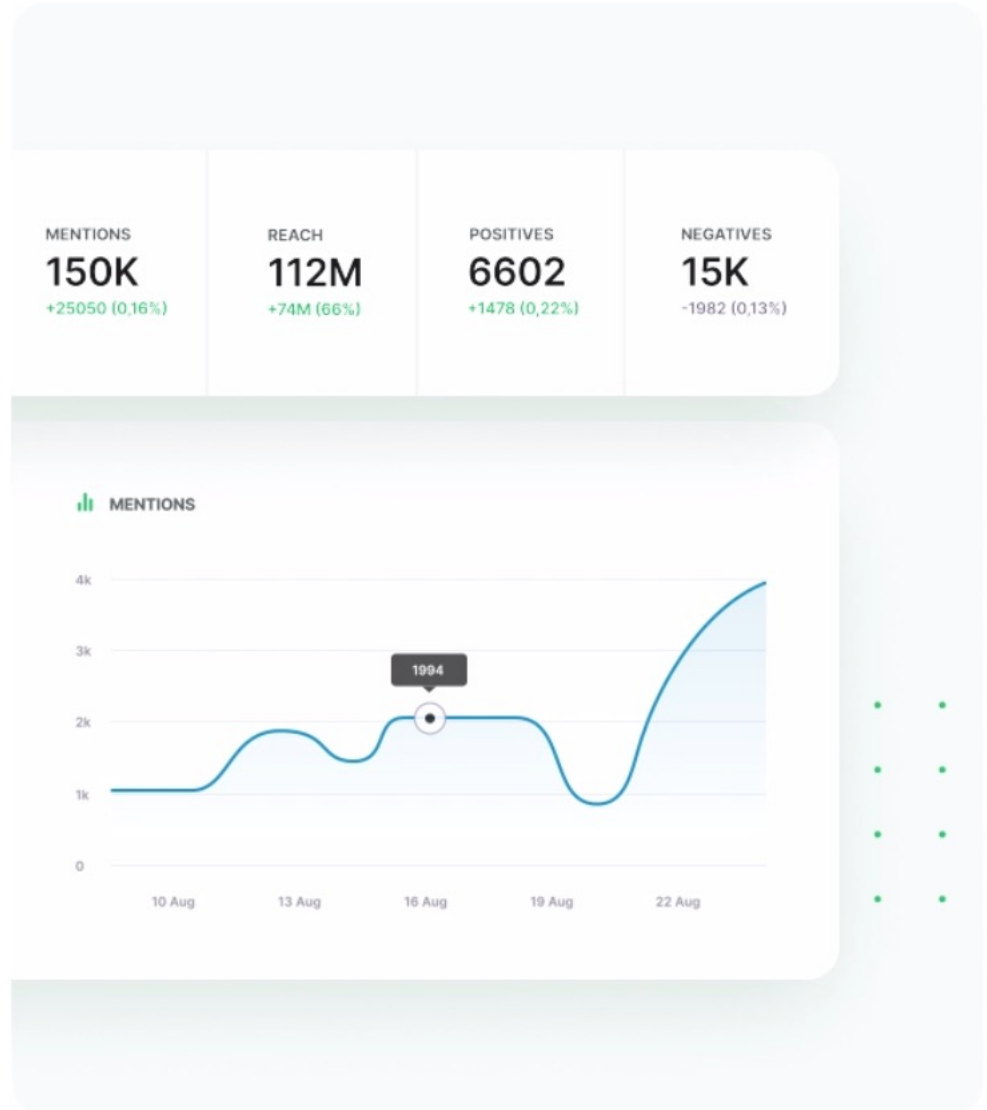 MENTIONS
150K
+25050 (0,16%)
REACH
112M
+74M (66%)
POSITIVES
6602
+1478 (0,22%)
NEGATIVES
15K
-1982 (0,13%)
MENTIONS
4k
3k
1994
2k
1k
0
10 Aug 13 Aug 16 Aug 19 Aug 22 Aug